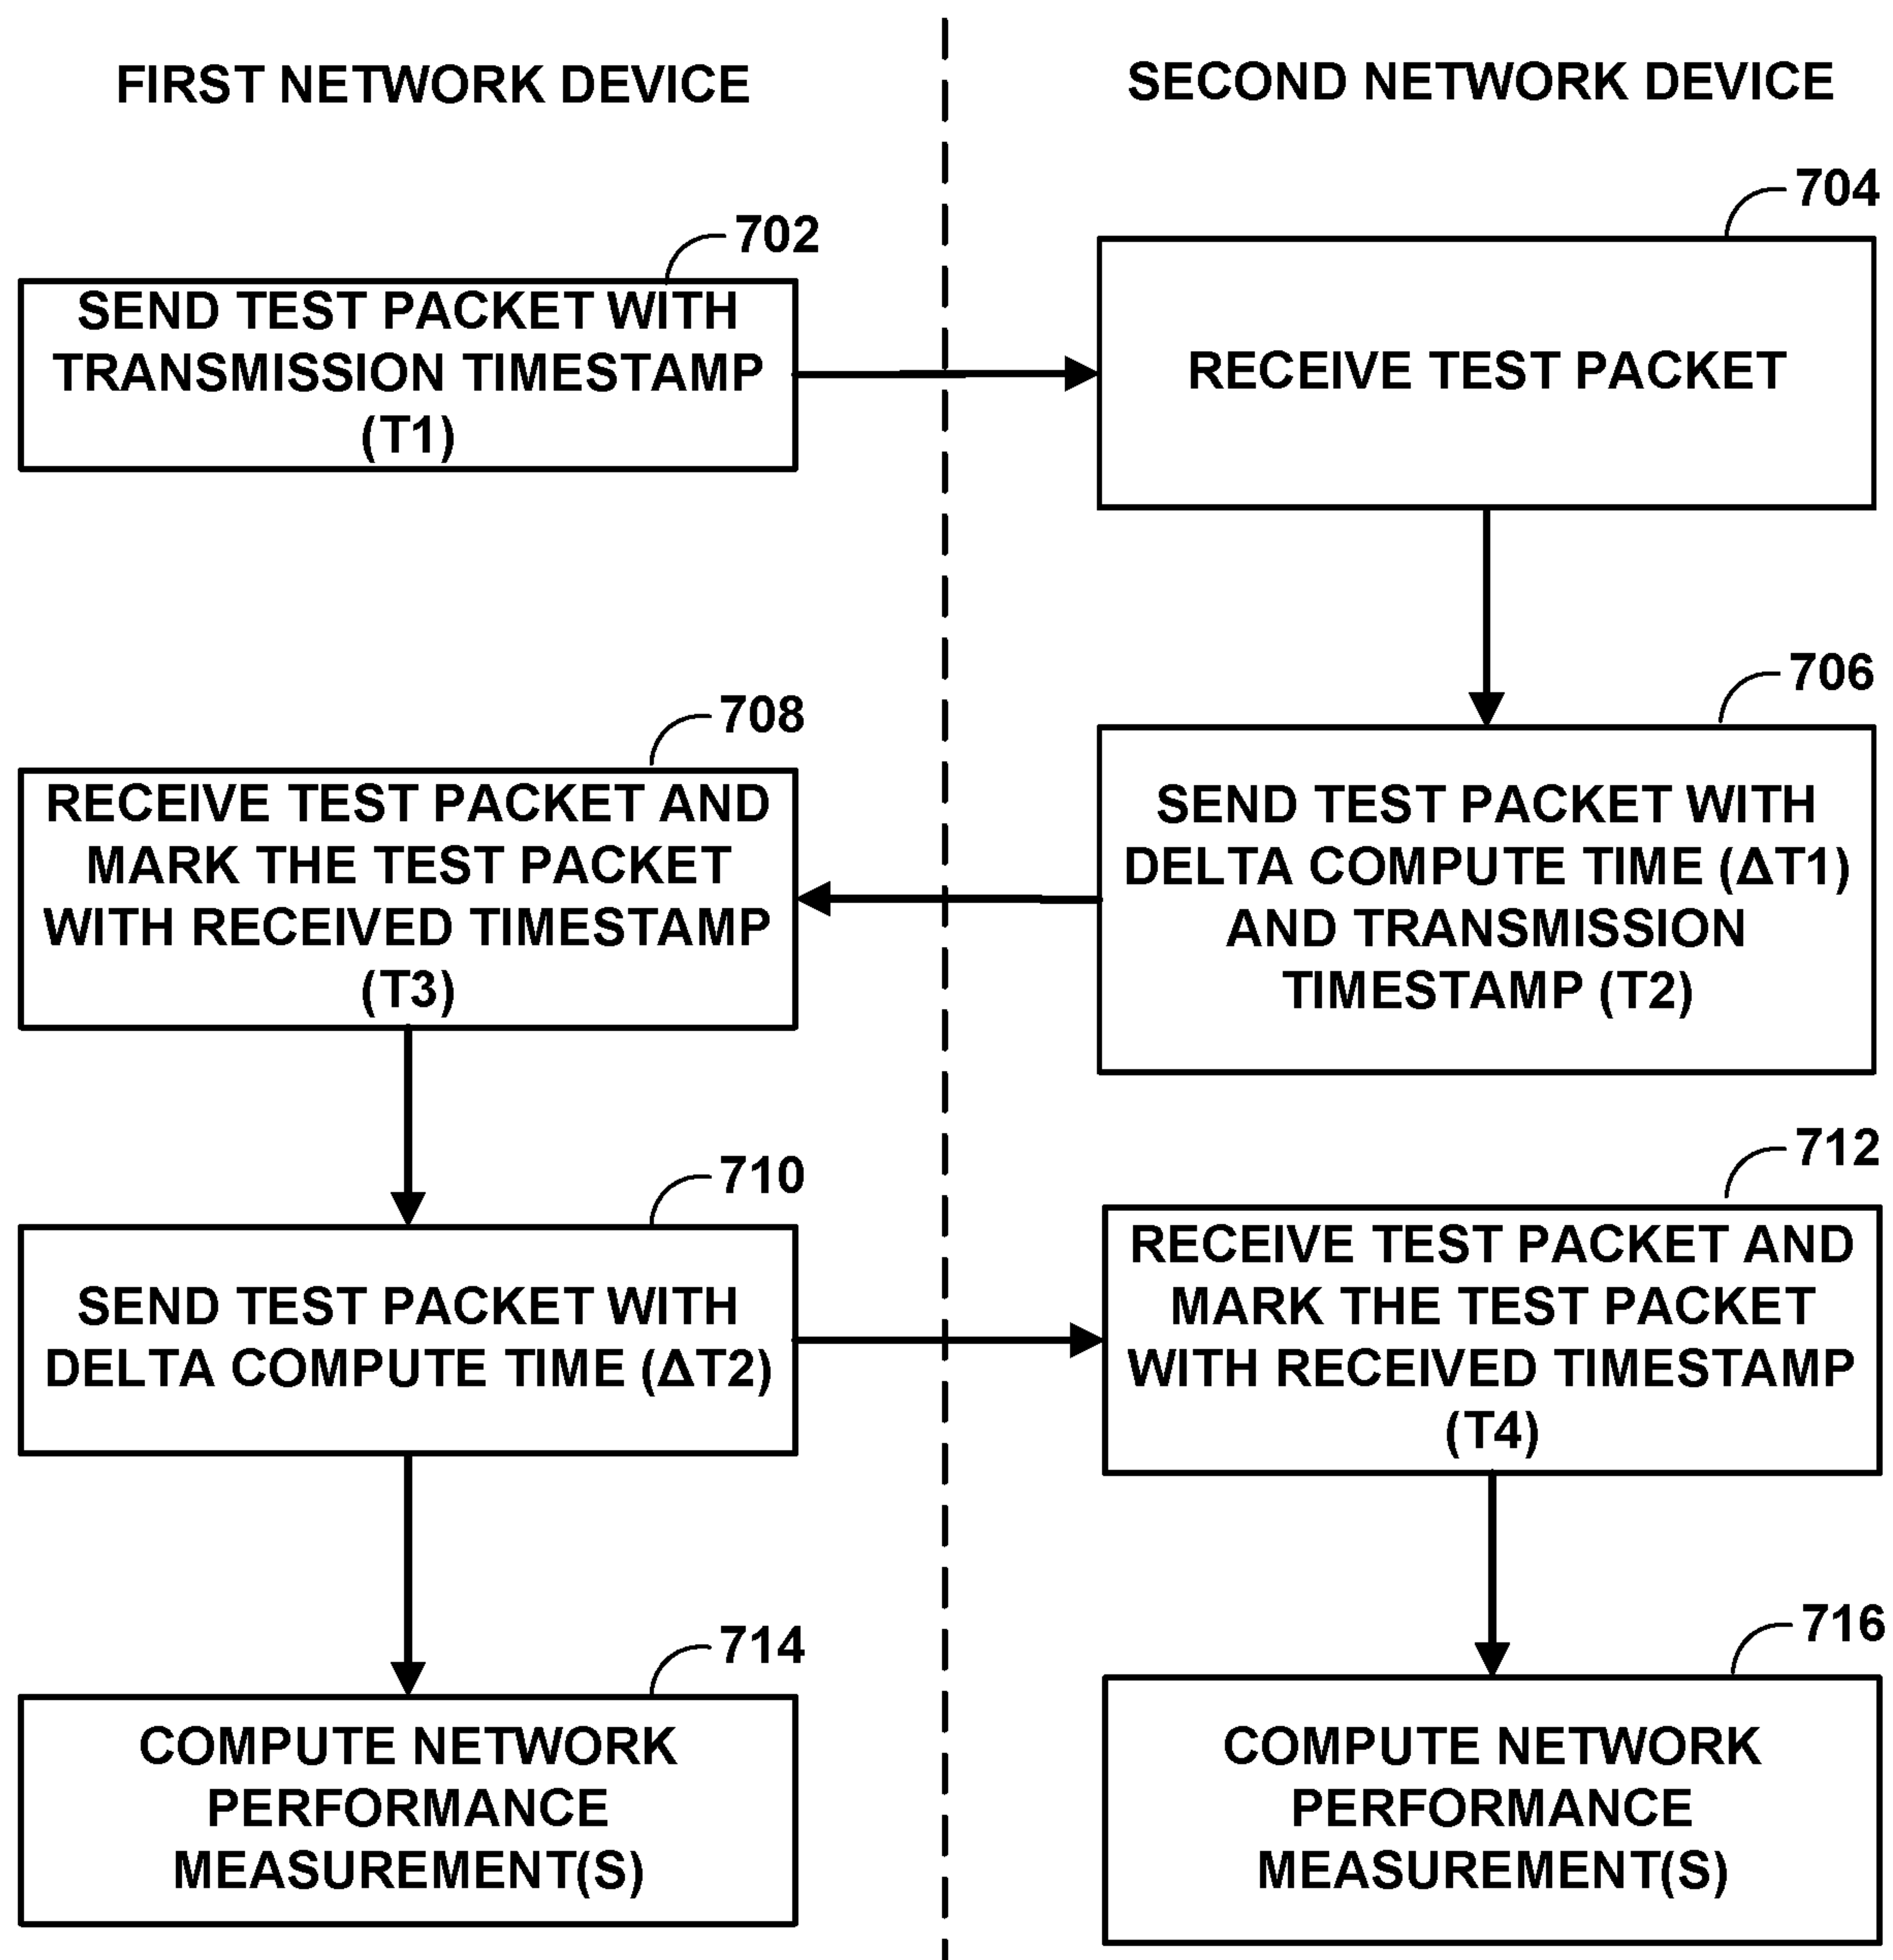 FIRST NETWORK DEVICE
SECOND NETWORK DEVICE
702
SEND TEST PACKET WITH
TRANSMISSION TIMESTAMP
(T1)
704
RECEIVE TEST PACKET
706
SEND TEST PACKET WITH
DELTA COMPUTE TIME (ΔT1)
AND TRANSMISSION
TIMESTAMP (T2)
708
RECEIVE TEST PACKET AND
MARK THE TEST PACKET
WITH RECEIVED TIMESTAMP
(T3)
710
SEND TEST PACKET WITH
DELTA COMPUTE TIME (ΔT2)
712
RECEIVE TEST PACKET AND
MARK THE TEST PACKET
WITH RECEIVED TIMESTAMP
(T4)
714
COMPUTE NETWORK
PERFORMANCE
MEASUREMENT(S)
716
COMPUTE NETWORK
PERFORMANCE
MEASUREMENT(S)